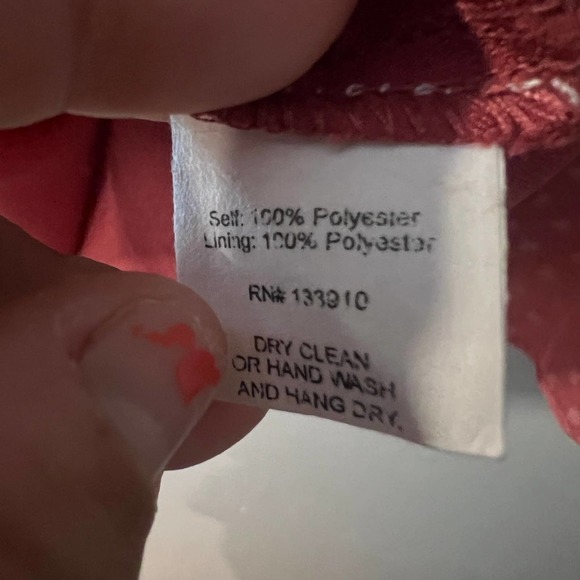 Self: 100% Polyester
Lining: 100% Polyester
RN# 133910
DRY CLEAN
OR HAND WASH
AND HANG DRY.